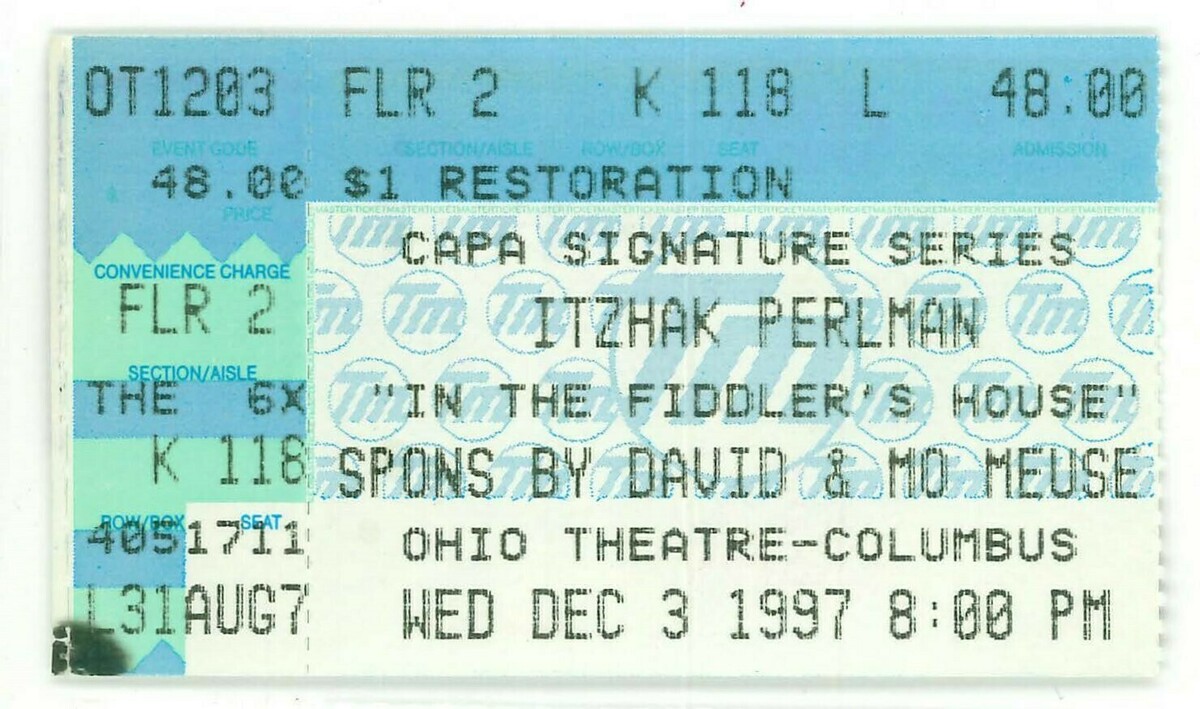 OT1203 FLR 2 K 118 L 48.00
EVENT CODE SECTION/AISLE ROW/BOX SEAT ADMISSION
$ 48.00 $1 RESTORATION
PRICE
CAPA SIGNATURE SERIES
CONVENIENCE CHARGE
FLR 2 ITZHAK PERLMAN
SECTION/AISLE
THE 6X "IN THE FIDDLER'S HOUSE"
K 118 SPONS BY DAVID & MO MEUSE
ROW/BOX SEAT
40S1711 OHIO THEATRE-COLUMBUS
L31AUG7 WED DEC 3 1997 8:00 PM